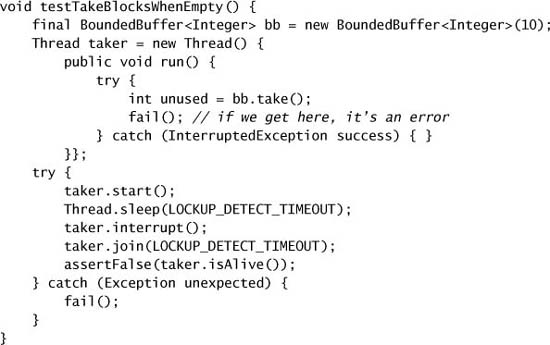 void testTakeBlocksWhenEmpty() {
    final BoundedBuffer<Integer> bb = new BoundedBuffer<Integer>(10);
    Thread taker = new Thread() {
        public void run() {
            try {
                int unused = bb.take();
                fail(); // if we get here, it's an error
            } catch (InterruptedException success) { }
        }};
    try {
        taker.start();
        Thread.sleep(LOCKUP_DETECT_TIMEOUT);
        taker.interrupt();
        taker.join(LOCKUP_DETECT_TIMEOUT);
        assertFalse(taker.isAlive());
    } catch (Exception unexpected) {
        fail();
    }
}